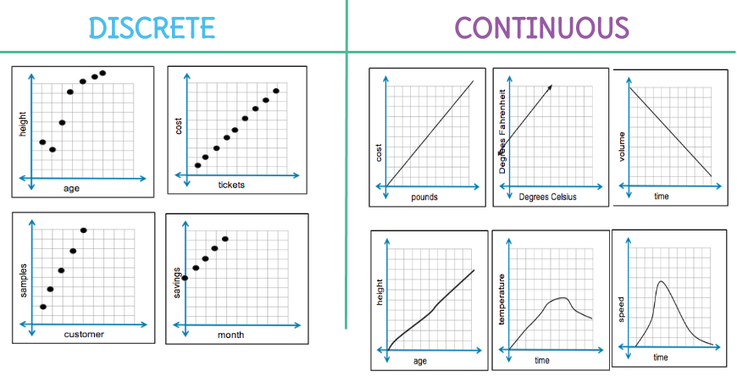 DISCRETE
CONTINUOUS
height
age
cost
tickets
samples
customer
savings
month
cost
pounds
Degrees Fahrenheit
Degrees Celsius
volume
time
height
age
temperature
time
speed
time